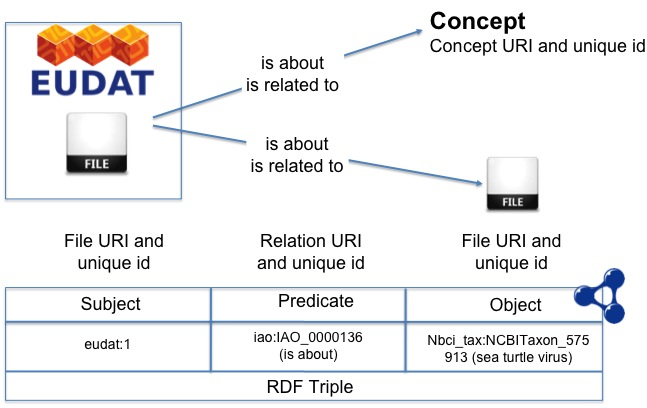 Concept
Concept URI and unique id
is about
is related to
EUDAT
FILE
is about
is related to
FILE
File URI and
unique id
Relation URI
and unique id
File URI and
unique id
Subject
Predicate
Object
eudat:1
iao:IAO_0000136
(is about)
Nbci_tax:NCBITaxon_575
913 (sea turtle virus)
RDF Triple